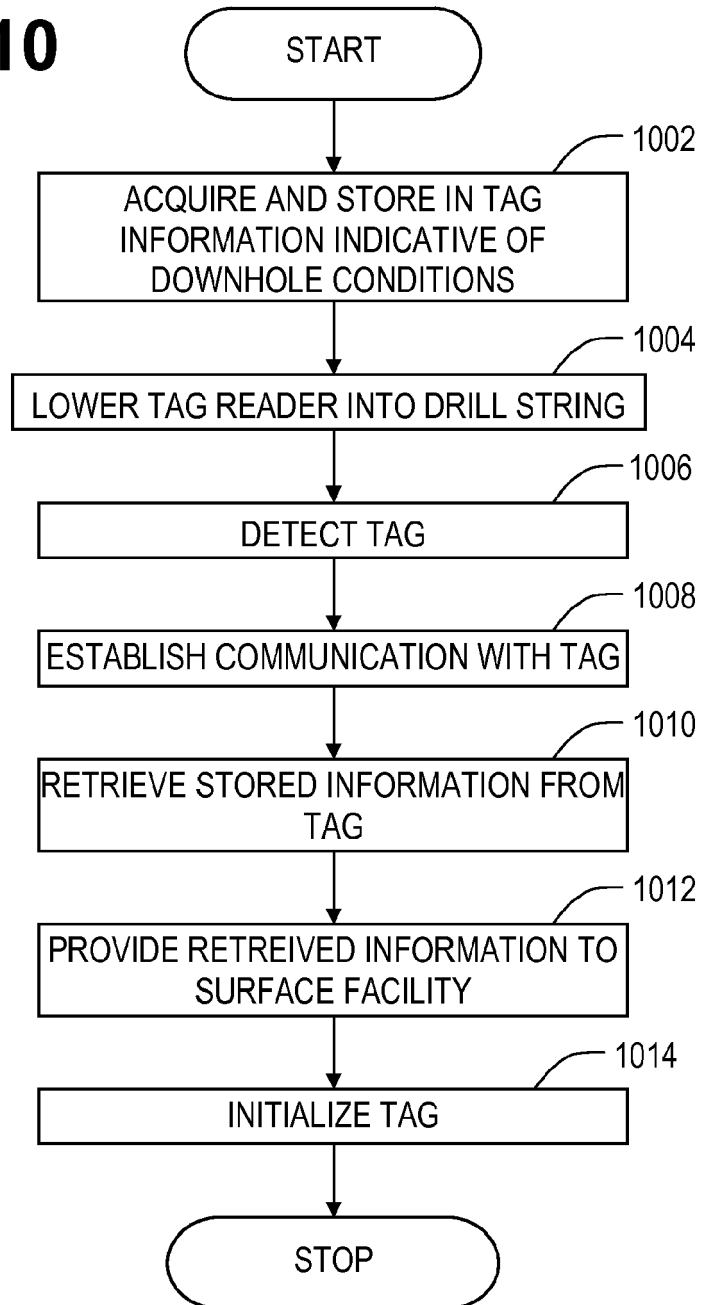 10
START
1002
ACQUIRE AND STORE IN TAG
INFORMATION INDICATIVE OF
DOWNHOLE CONDITIONS
1004
LOWER TAG READER INTO DRILL STRING
1006
DETECT TAG
1008
ESTABLISH COMMUNICATION WITH TAG
1010
RETRIEVE STORED INFORMATION FROM
TAG
1012
PROVIDE RETREIVED INFORMATION TO
SURFACE FACILITY
1014
INITIALIZE TAG
STOP